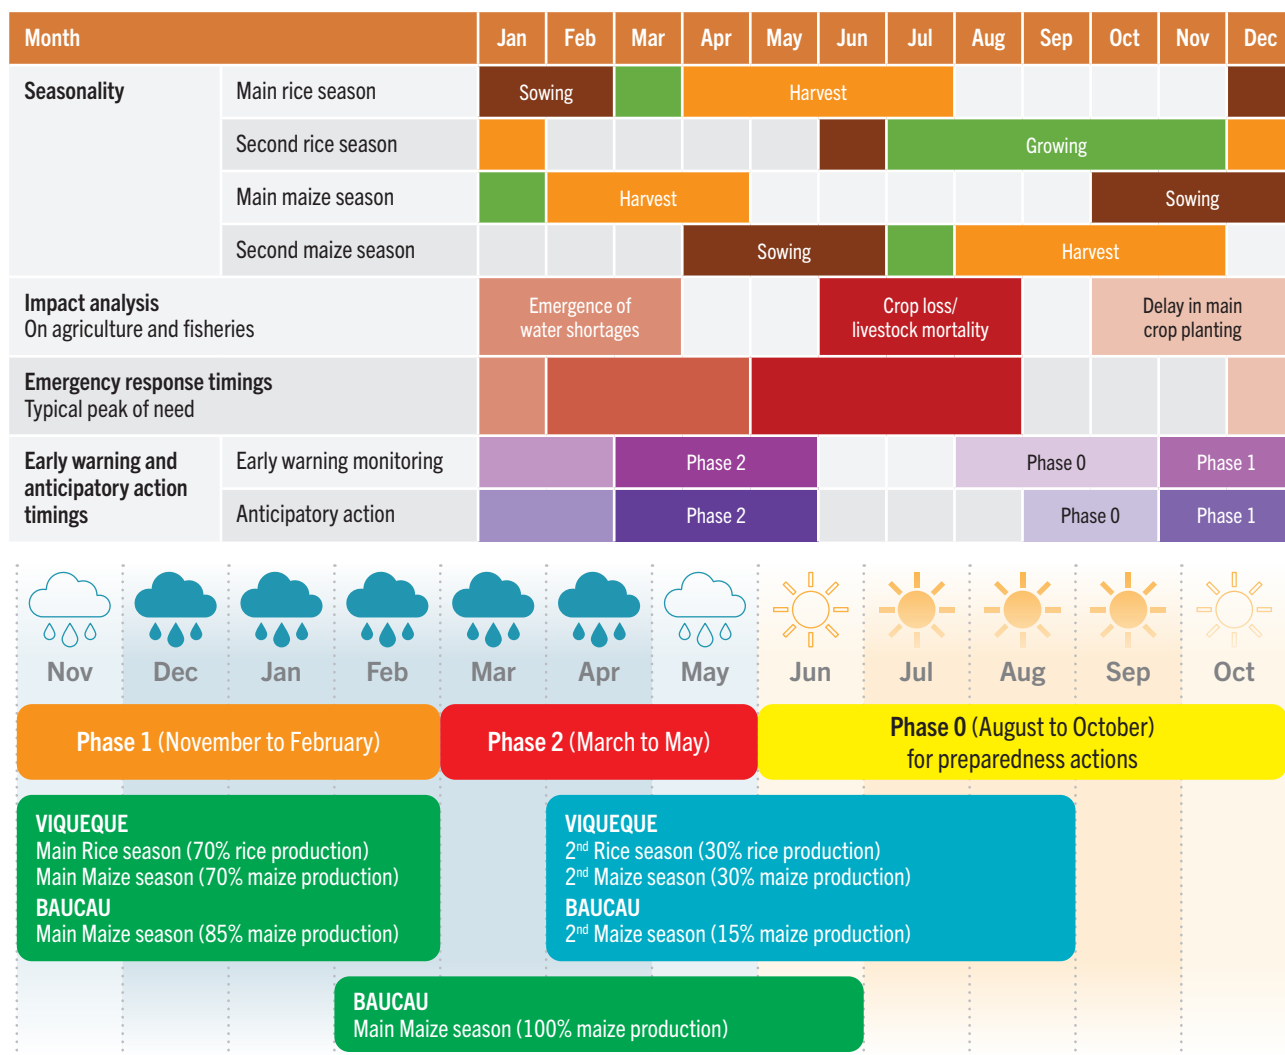 Month Jan Feb Mar Apr May Jun Jul Aug Sep Oct Nov Dec
Seasonality Main rice season Sowing Harvest
Second rice season Growing
Main maize season Harvest Sowing
Second maize season Sowing Harvest
Impact analysis
On agriculture and fisheries
Emergence of
water shortages
Crop loss/
livestock mortality
Delay in main
crop planting
Emergency response timings
Typical peak of need
Early warning and
anticipatory action
timings
Early warning monitoring Phase 2 Phase 0 Phase 1
Anticipatory action Phase 2 Phase 0 Phase 1
Nov Dec Jan Feb Mar Apr May Jun Jul Aug Sep Oct
Phase 1 (November to February)
Phase 2 (March to May)
Phase 0 (August to October)
for preparedness actions
VIQUEQUE
Main Rice season (70% rice production)
Main Maize season (70% maize production)
BAUCAU
Main Maize season (85% maize production)
VIQUEQUE
2nd Rice season (30% rice production)
2nd Maize season (30% maize production)
BAUCAU
2nd Maize season (15% maize production)
BAUCAU
Main Maize season (100% maize production)